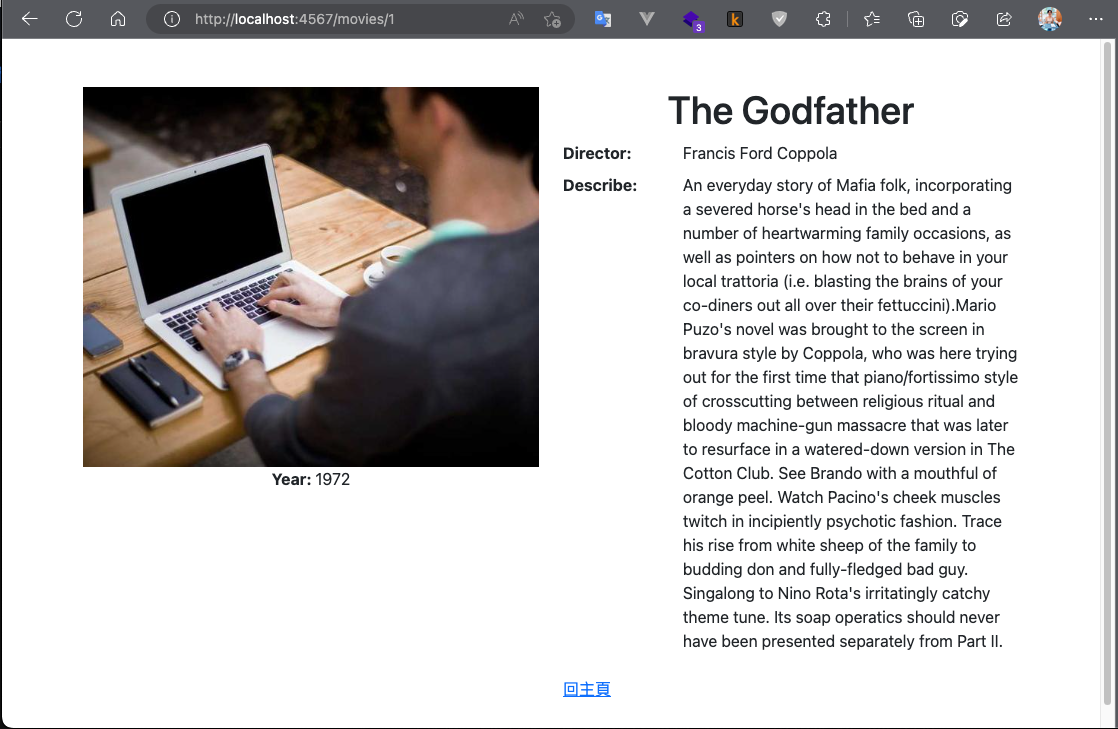 http://localhost:4567/movies/1
3
The Godfather
Director: Francis Ford Coppola
Describe: An everyday story of Mafia folk, incorporating
a severed horse's head in the bed and a
number of heartwarming family occasions, as
well as pointers on how not to behave in your
local trattoria (i.e. blasting the brains of your
co-diners out all over their fettuccini).Mario
Puzo's novel was brought to the screen in
bravura style by Coppola, who was here trying
out for the first time that piano/fortissimo style
of crosscutting between religious ritual and
bloody machine-gun massacre that was later
to resurface in a watered-down version in The
Cotton Club. See Brando with a mouthful of
orange peel. Watch Pacino's cheek muscles
twitch in incipiently psychotic fashion. Trace
his rise from white sheep of the family to
budding don and fully-fledged bad guy.
Singalong to Nino Rota's irritatingly catchy
theme tune. Its soap operatics should never
have been presented separately from Part II.
Year: 1972
回主頁